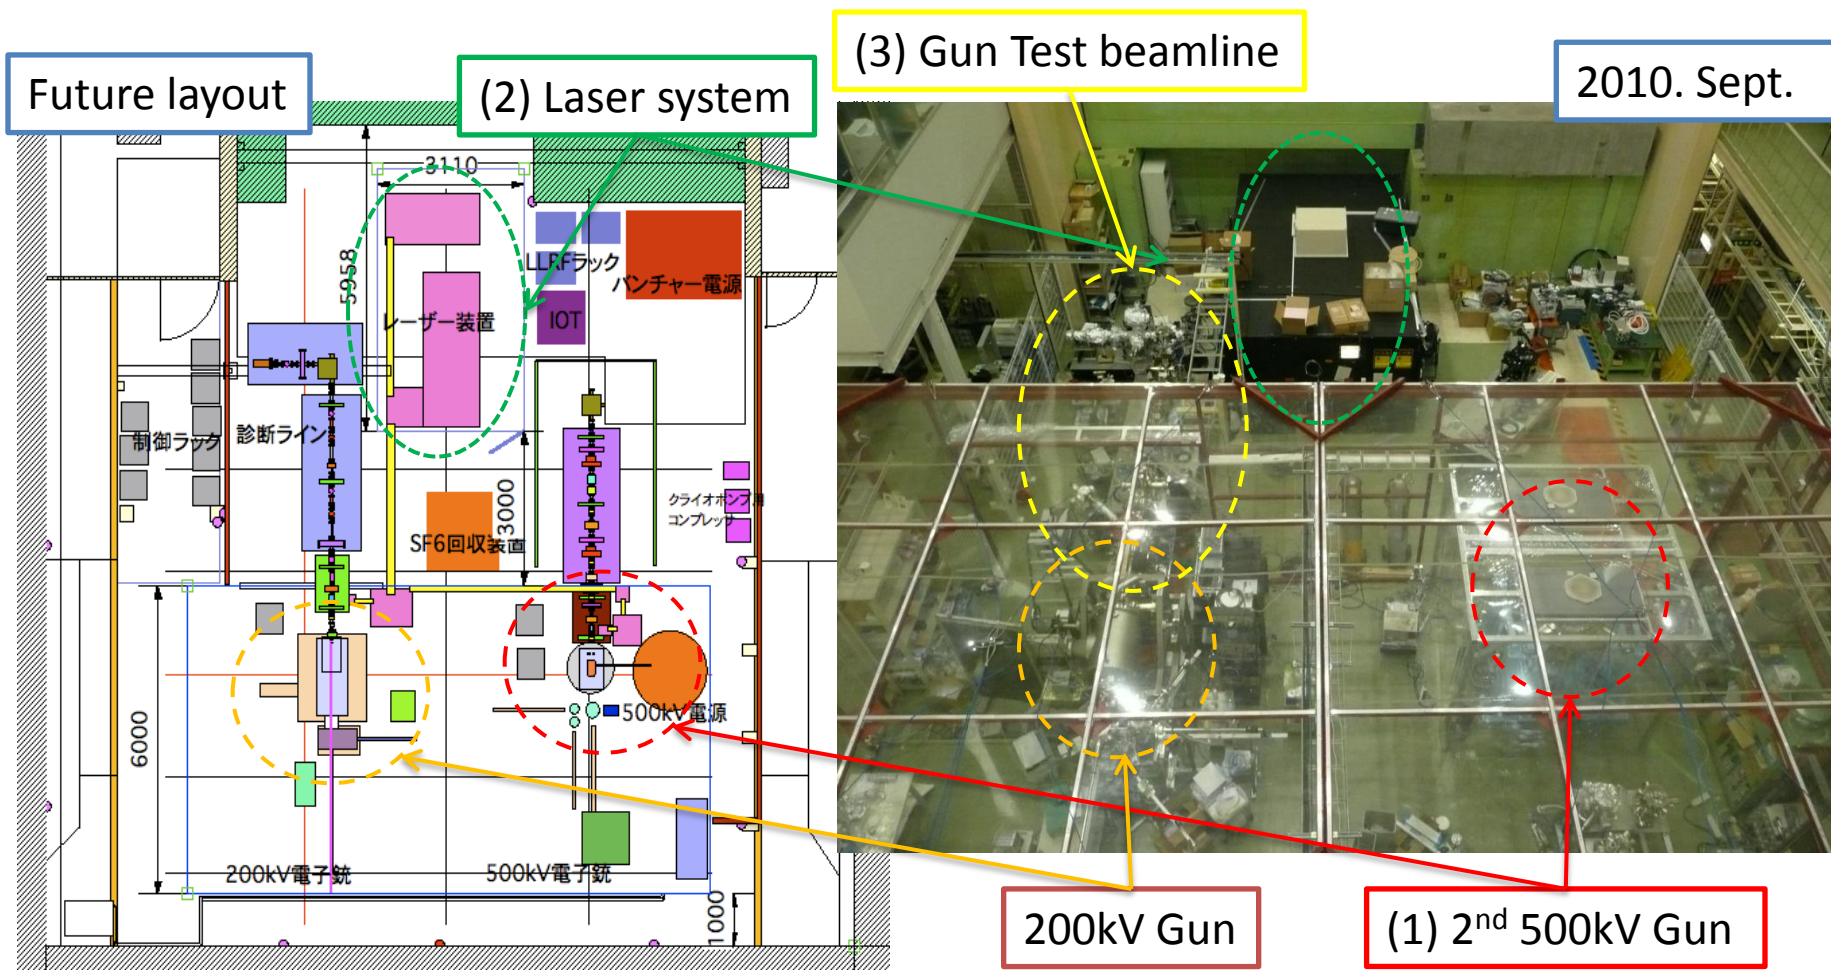 (3) Gun Test beamline
Future layout
(2) Laser system
2010. Sept.
3110
5958
LLRFラック
バンチャー電源
レーザー装置
IOT
制御ラック
診断ライン
クライオポンプ用
コンプレッサ
3000
SF6回収装置
6000
500kV電源
200kV電子銃
500kV電子銃
1000
200kV Gun
(1) 2nd 500kV Gun